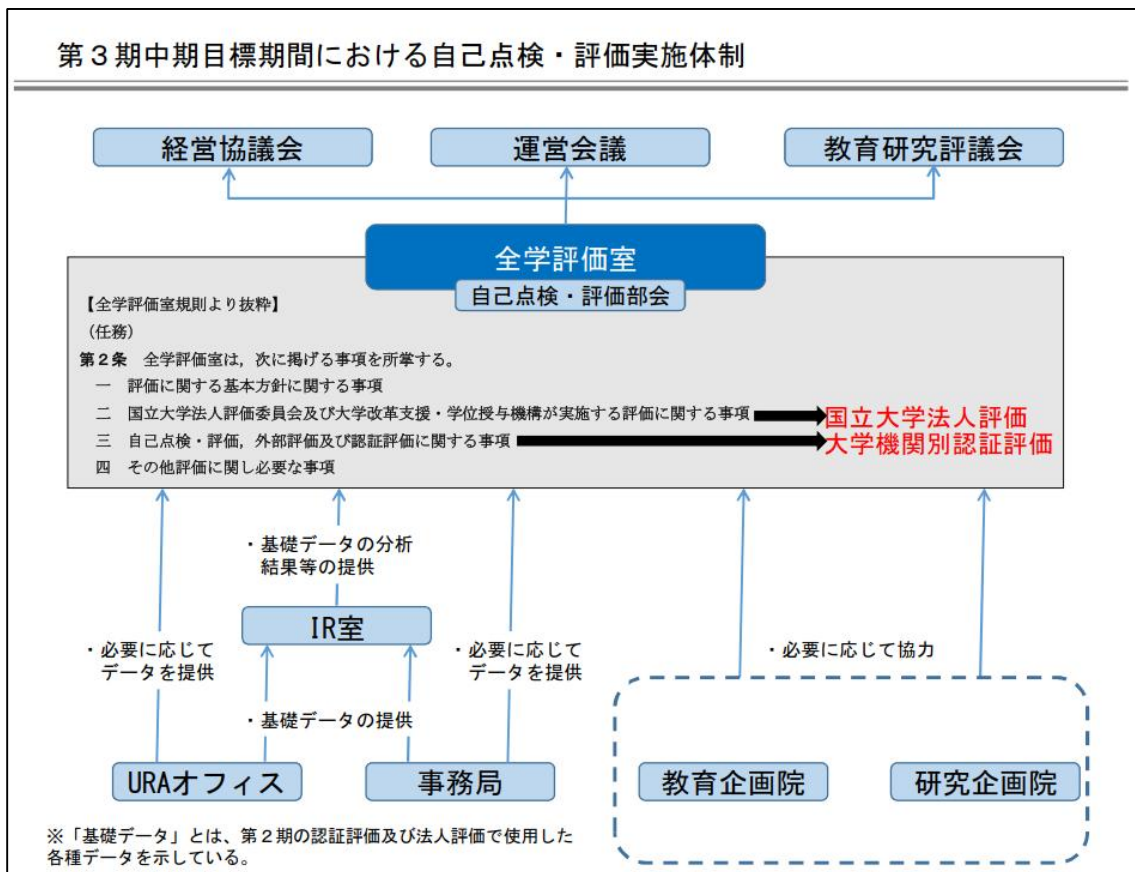 第３期中期目標期間における自己点検・評価実施体制
経営協議会
運営会議
教育研究評議会
全学評価室
自己点検・評価部会
【全学評価室規則より抜粋】
（任務）
第２条　全学評価室は，次に掲げる事項を所掌する。
一　評価に関する基本方針に関する事項
二　国立大学法人評価委員会及び大学改革支援・学位授与機構が実施する評価に関する事項
国立大学法人評価
三　自己点検・評価，外部評価及び認証評価に関する事項
大学機関別認証評価
四　その他評価に関し必要な事項
・基礎データの分析
結果等の提供
IR室
・必要に応じて
データを提供
・必要に応じて
データを提供
・必要に応じて協力
・基礎データの提供
URAオフィス
事務局
教育企画院
研究企画院
※「基礎データ」とは、第２期の認証評価及び法人評価で使用した
各種データを示している。